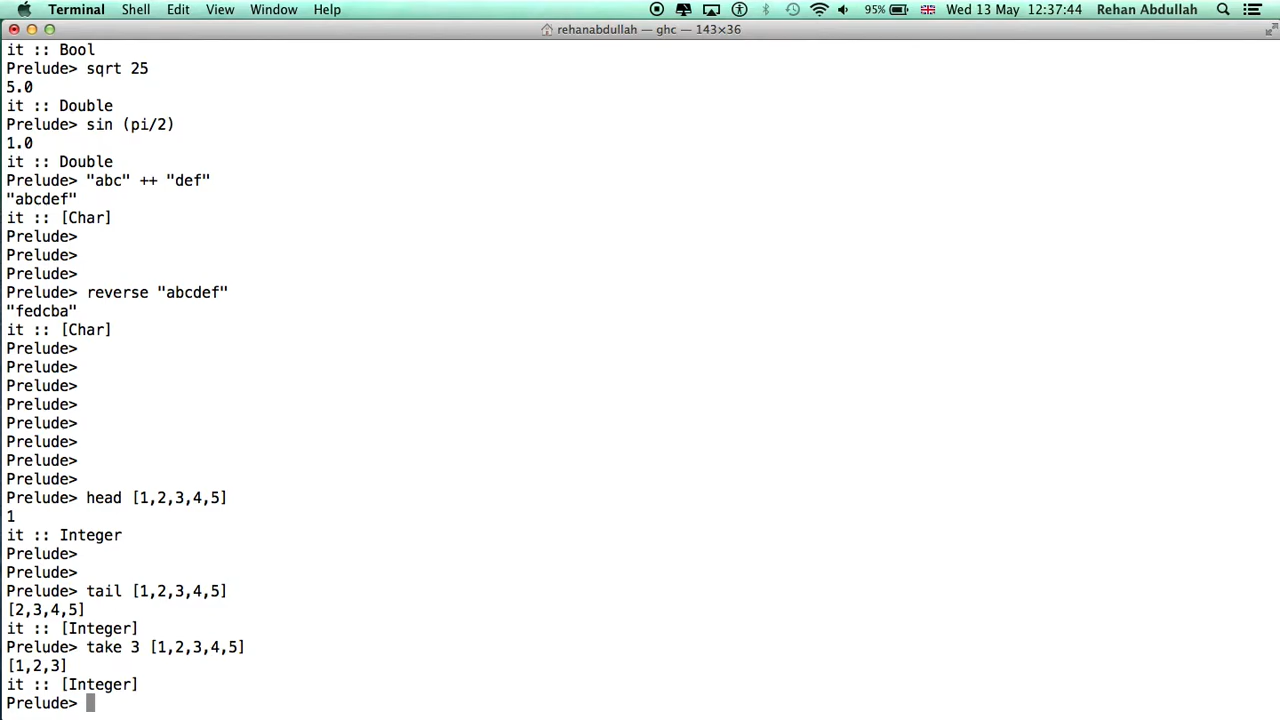 Terminal Shell Edit View Window Help 95% Wed 13 May 12:37:44 Rehan Abdullah
rehanabdullah — ghc — 143×36
it :: Bool
Prelude> sqrt 25
5.0
it :: Double
Prelude> sin (pi/2)
1.0
it :: Double
Prelude> "abc" ++ "def"
"abcdef"
it :: [Char]
Prelude>
Prelude>
Prelude>
Prelude> reverse "abcdef"
"fedcba"
it :: [Char]
Prelude>
Prelude>
Prelude>
Prelude>
Prelude>
Prelude>
Prelude>
Prelude>
Prelude> head [1,2,3,4,5]
1
it :: Integer
Prelude>
Prelude>
Prelude> tail [1,2,3,4,5]
[2,3,4,5]
it :: [Integer]
Prelude> take 3 [1,2,3,4,5]
[1,2,3]
it :: [Integer]
Prelude>